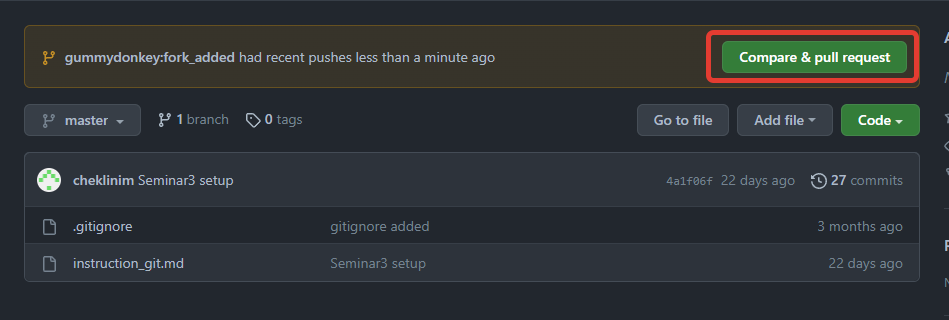 gummydonkey:fork_added had recent pushes less than a minute ago Compare & pull request
master 1 branch 0 tags Go to file Add file Code
cheklinim Seminar3 setup 4a1f06f 22 days ago 27 commits
.gitignore gitignore added 3 months ago
instruction_git.md Seminar3 setup 22 days ago